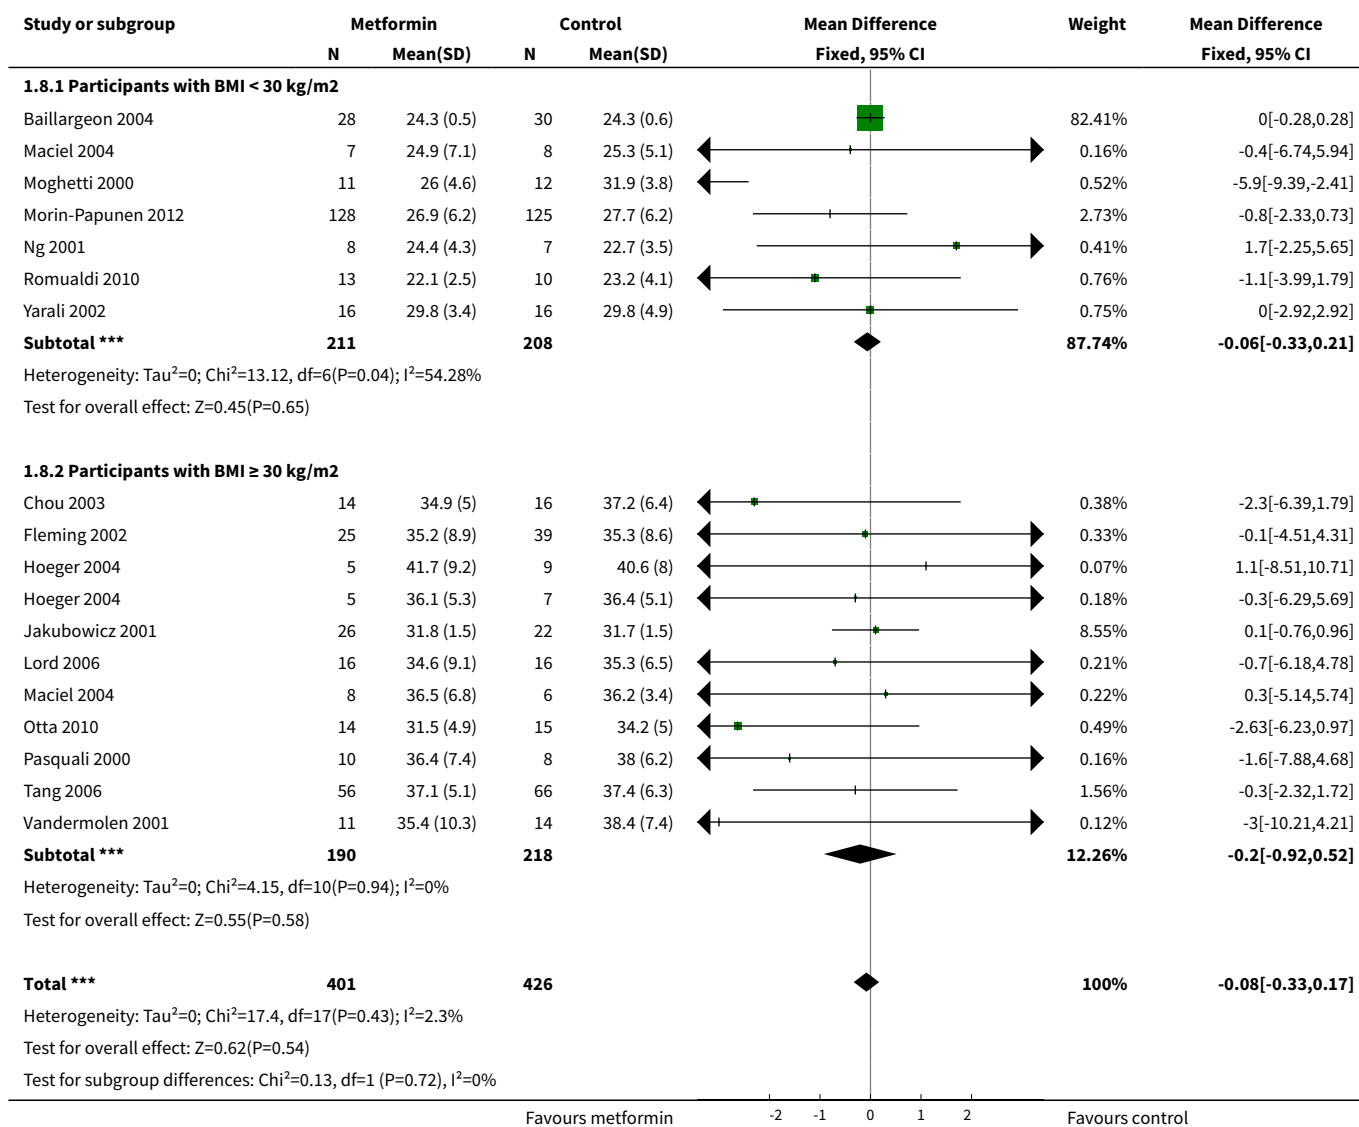 Study or subgroup Metformin Control Mean Difference Weight Mean Difference
N Mean(SD) N Mean(SD) Fixed, 95% CI Fixed, 95% CI
1.8.1 Participants with BMI < 30 kg/m2
Baillargeon 2004 28 24.3 (0.5) 30 24.3 (0.6) 82.41% 0[-0.28,0.28]
Maciel 2004 7 24.9 (7.1) 8 25.3 (5.1) 0.16% -0.4[-6.74,5.94]
Moghetti 2000 11 26 (4.6) 12 31.9 (3.8) 0.52% -5.9[-9.39,-2.41]
Morin-Papunen 2012 128 26.9 (6.2) 125 27.7 (6.2) 2.73% -0.8[-2.33,0.73]
Ng 2001 8 24.4 (4.3) 7 22.7 (3.5) 0.41% 1.7[-2.25,5.65]
Romualdi 2010 13 22.1 (2.5) 10 23.2 (4.1) 0.76% -1.1[-3.99,1.79]
Yarali 2002 16 29.8 (3.4) 16 29.8 (4.9) 0.75% 0[-2.92,2.92]
Subtotal *** 211 208 87.74% -0.06[-0.33,0.21]
Heterogeneity: Tau²=0; Chi²=13.12, df=6(P=0.04); I²=54.28%
Test for overall effect: Z=0.45(P=0.65)
1.8.2 Participants with BMI ≥ 30 kg/m2
Chou 2003 14 34.9 (5) 16 37.2 (6.4) 0.38% -2.3[-6.39,1.79]
Fleming 2002 25 35.2 (8.9) 39 35.3 (8.6) 0.33% -0.1[-4.51,4.31]
Hoeger 2004 5 41.7 (9.2) 9 40.6 (8) 0.07% 1.1[-8.51,10.71]
Hoeger 2004 5 36.1 (5.3) 7 36.4 (5.1) 0.18% -0.3[-6.29,5.69]
Jakubowicz 2001 26 31.8 (1.5) 22 31.7 (1.5) 8.55% 0.1[-0.76,0.96]
Lord 2006 16 34.6 (9.1) 16 35.3 (6.5) 0.21% -0.7[-6.18,4.78]
Maciel 2004 8 36.5 (6.8) 6 36.2 (3.4) 0.22% 0.3[-5.14,5.74]
Otta 2010 14 31.5 (4.9) 15 34.2 (5) 0.49% -2.63[-6.23,0.97]
Pasquali 2000 10 36.4 (7.4) 8 38 (6.2) 0.16% -1.6[-7.88,4.68]
Tang 2006 56 37.1 (5.1) 66 37.4 (6.3) 1.56% -0.3[-2.32,1.72]
Vandermolen 2001 11 35.4 (10.3) 14 38.4 (7.4) 0.12% -3[-10.21,4.21]
Subtotal *** 190 218 12.26% -0.2[-0.92,0.52]
Heterogeneity: Tau²=0; Chi²=4.15, df=10(P=0.94); I²=0%
Test for overall effect: Z=0.55(P=0.58)
Total *** 401 426 100% -0.08[-0.33,0.17]
Heterogeneity: Tau²=0; Chi²=17.4, df=17(P=0.43); I²=2.3%
Test for overall effect: Z=0.62(P=0.54)
Test for subgroup differences: Chi²=0.13, df=1 (P=0.72), I²=0%
Favours metformin -2 -1 0 1 2 Favours control